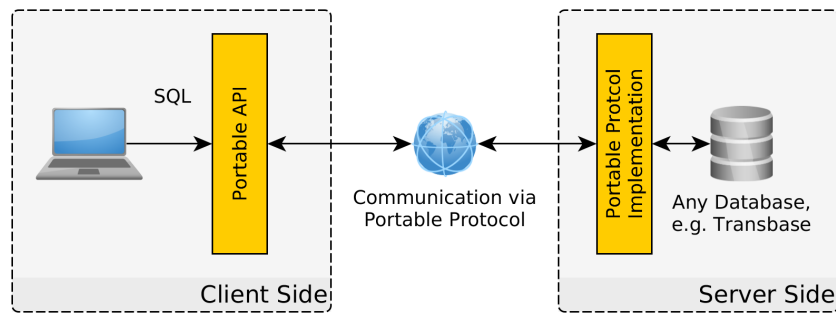 SQL
Portable API
Client Side
Communication via
Portable Protocol
Portable Protcol
Implementation
Any Database,
e.g. Transbase
Server Side